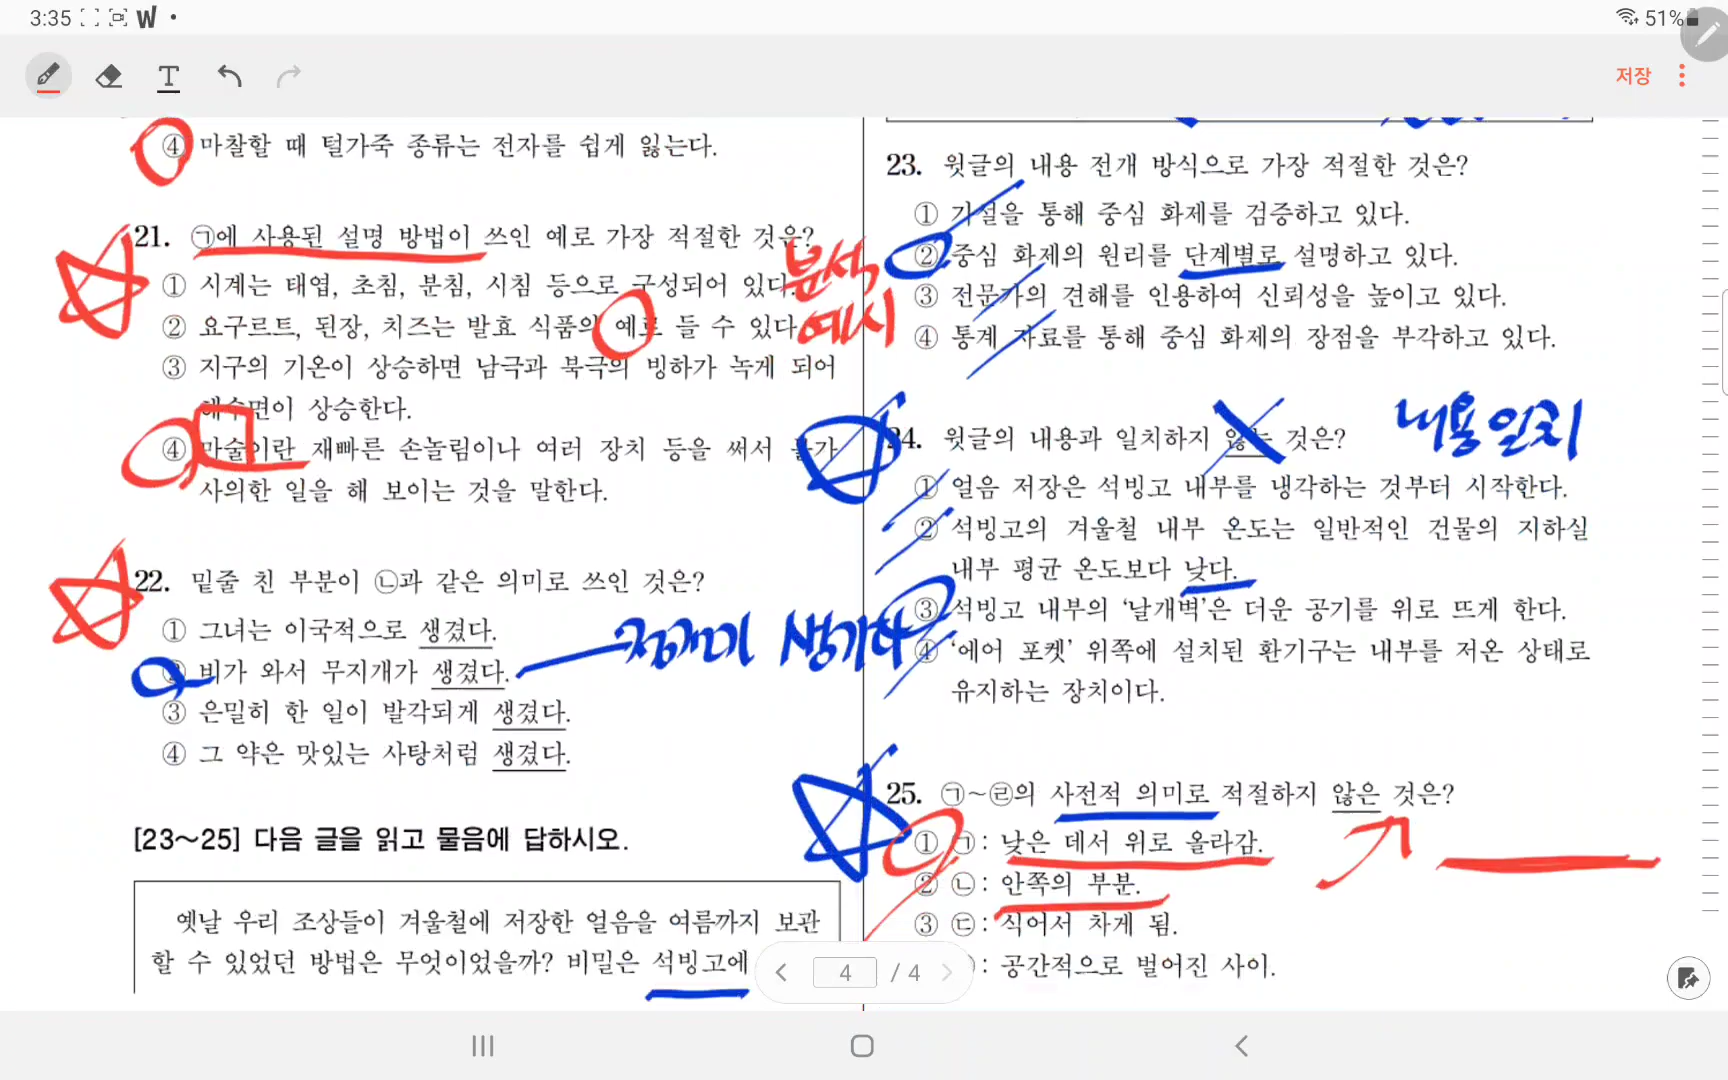 3:35 W
51%
저장
④ 마찰할 때 털가죽 종류는 전자를 쉽게 잃는다.
21. ㉠에 사용된 설명 방법이 쓰인 예로 가장 적절한 것은?
① 시계는 태엽, 초침, 분침, 시침 등으로 구성되어 있다. 분석
② 요구르트, 된장, 치즈는 발효 식품의 예로 들 수 있다. 예시
③ 지구의 기온이 상승하면 남극과 북극의 빙하가 녹게 되어
해수면이 상승한다.
④ 마술이란 재빠른 손놀림이나 여러 장치 등을 써서 불가
사의한 일을 해 보이는 것을 말한다.
22. 밑줄 친 부분이 ㉡과 같은 의미로 쓰인 것은?
① 그녀는 이국적으로 생겼다.
② 비가 와서 무지개가 생겼다. 생기다
③ 은밀히 한 일이 발각되게 생겼다.
④ 그 약은 맛있는 사탕처럼 생겼다.
[23~25] 다음 글을 읽고 물음에 답하시오.
옛날 우리 조상들이 겨울철에 저장한 얼음을 여름까지 보관
할 수 있었던 방법은 무엇이었을까? 비밀은 석빙고에
23. 윗글의 내용 전개 방식으로 가장 적절한 것은?
① 가설을 통해 중심 화제를 검증하고 있다.
② 중심 화제의 원리를 단계별로 설명하고 있다.
③ 전문가의 견해를 인용하여 신뢰성을 높이고 있다.
④ 통계 자료를 통해 중심 화제의 장점을 부각하고 있다.
내용일치
24. 윗글의 내용과 일치하지 않는 것은?
① 얼음 저장은 석빙고 내부를 냉각하는 것부터 시작한다.
② 석빙고의 겨울철 내부 온도는 일반적인 건물의 지하실
내부 평균 온도보다 낮다.
③ 석빙고 내부의 '날개벽'은 더운 공기를 위로 뜨게 한다.
④ '에어 포켓' 위쪽에 설치된 환기구는 내부를 저온 상태로
유지하는 장치이다.
25. ㉠~㉣의 사전적 의미로 적절하지 않은 것은?
① ㉠: 낮은 데서 위로 올라감.
② ㉡: 안쪽의 부분.
③ ㉢: 식어서 차게 됨.
: 공간적으로 벌어진 사이.
4 / 4